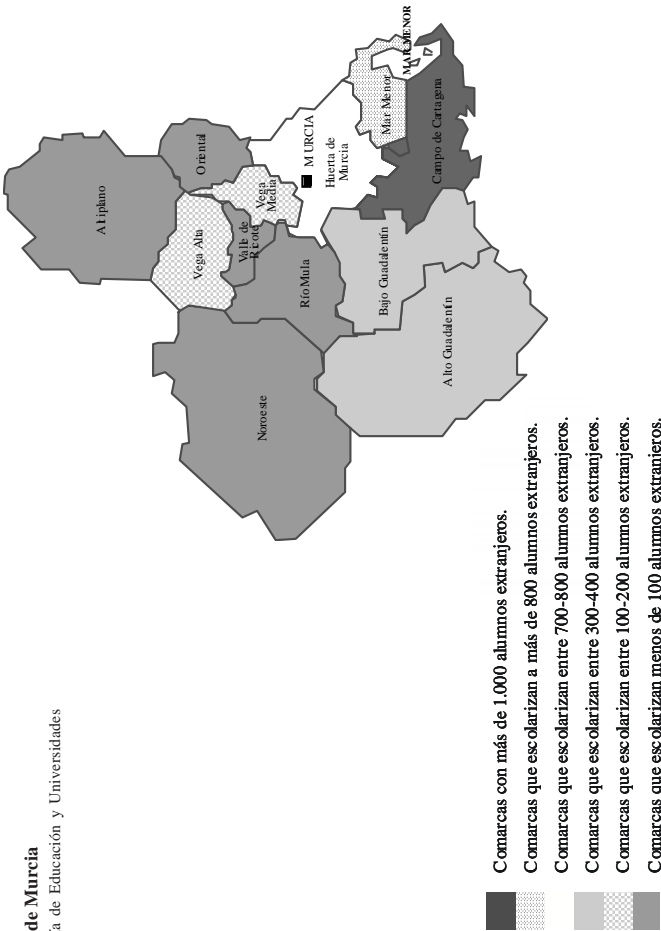 de Murcia
ía de Educación y Universidades
Altiplano
Oriental
Vega Alta
Vega
Media
Valle de
Ricote
MURCIA
Huerta de
Murcia
Mar Menor
MAR MENOR
Noroeste
Río Mula
Bajo Guadalentín
Campo de Cartagena
Alto Guadalentín
Comarcas con más de 1.000 alumnos extranjeros.
Comarcas que escolarizan a más de 800 alumnos extranjeros.
Comarcas que escolarizan entre 700-800 alumnos extranjeros.
Comarcas que escolarizan entre 300-400 alumnos extranjeros.
Comarcas que escolarizan entre 100-200 alumnos extranjeros.
Comarcas que escolarizan menos de 100 alumnos extranjeros.